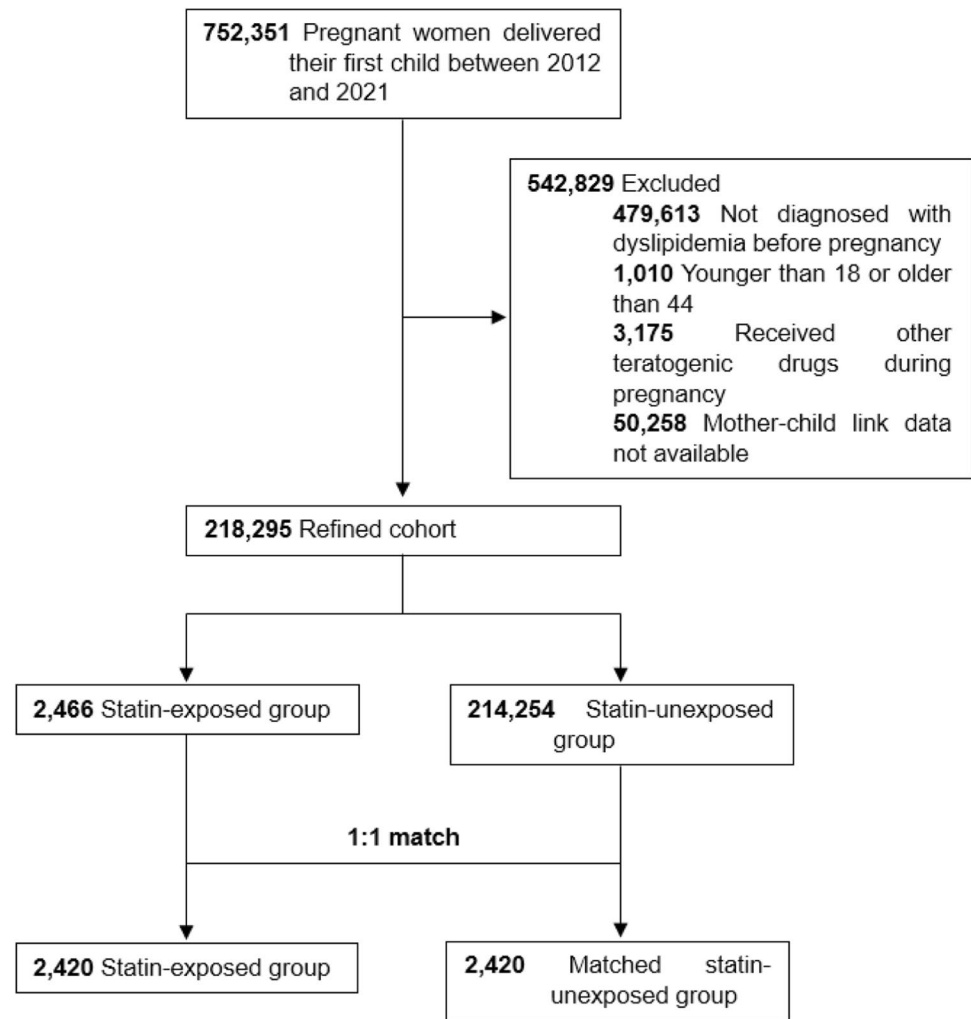 752,351 Pregnant women delivered
their first child between 2012
and 2021
542,829 Excluded
479,613 Not diagnosed with
dyslipidemia before pregnancy
1,010 Younger than 18 or older
than 44
3,175 Received other
teratogenic drugs during
pregnancy
50,258 Mother-child link data
not available
218,295 Refined cohort
2,466 Statin-exposed group
214,254 Statin-unexposed
group
1:1 match
2,420 Statin-exposed group
2,420 Matched statin-
unexposed group